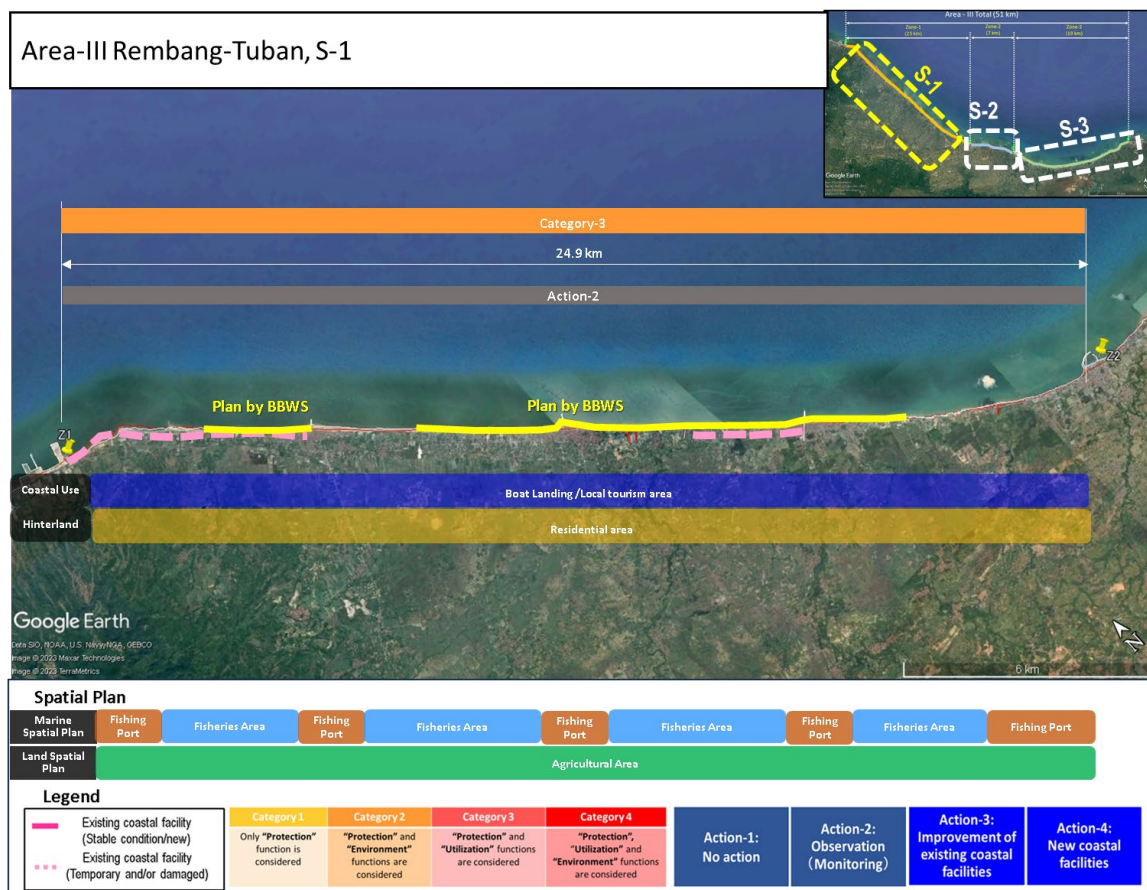 Area-III Rembang-Tuban, S-1
Area - III Total (51 km)
Zone-1
(25 km)
Zone-2
(7 km)
Zone-3
(19 km)
S-1
S-2
S-3
Google Earth
Category-3
24.9 km
Action-2
Plan by BBWS
Plan by BBWS
Z1
Z2
Coastal Use
Boat Landing /Local tourism area
Hinterland
Residential area
Google Earth
Data SIO, NOAA, U.S. Navy, NGA, GEBCO
Image © 2023 Maxar Technologies
Image © 2023 TerraMetrics
N
6 km
Spatial Plan
Marine
Spatial Plan
Fishing
Port
Fisheries Area
Fishing
Port
Fisheries Area
Fishing
Port
Fisheries Area
Fishing
Port
Fisheries Area
Fishing Port
Land Spatial
Plan
Agricultural Area
Legend
Existing coastal facility
(Stable condition/new)
Existing coastal facility
(Temporary and/or damaged)
Category 1
Only "Protection"
function is
considered
Category 2
"Protection" and
"Environment"
functions are
considered
Category 3
"Protection" and
"Utilization" functions
are considered
Category 4
"Protection",
"Utilization" and
"Environment" functions
are considered
Action-1:
No action
Action-2:
Observation
(Monitoring)
Action-3:
Improvement of
existing coastal
facilities
Action-4:
New coastal
facilities